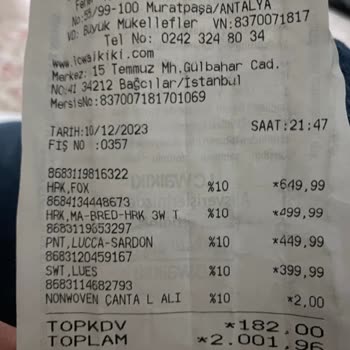 No:55/99-100 Muratpaşa/ANTALYA
VD: Büyük Mükellefler VN:8370071817
Tel No: 0242 324 80 34
www.lcwaikiki.com
Merkez: 15 Temmuz Mh.Gülbahar Cad.
NO:41 34212 Bağcılar/İstanbul
MersisNo:0837007181701069
TARİH:10/12/2023 SAAT:21:47
FİŞ NO :0357
8683119816322
HRK,FOX %10 *649,99
8684134448673
HRK,MA-BRED-HRK 3W T %10 *499,99
8683119653297
PNT,LUCCA-SARDON %10 *449,99
8683120459167
SWT,LUES %10 *399,99
8683114682793
NONWOVEN ÇANTA L ALI %10 *2,00
TOPKDV *182,00
TOPLAM *2.001,96